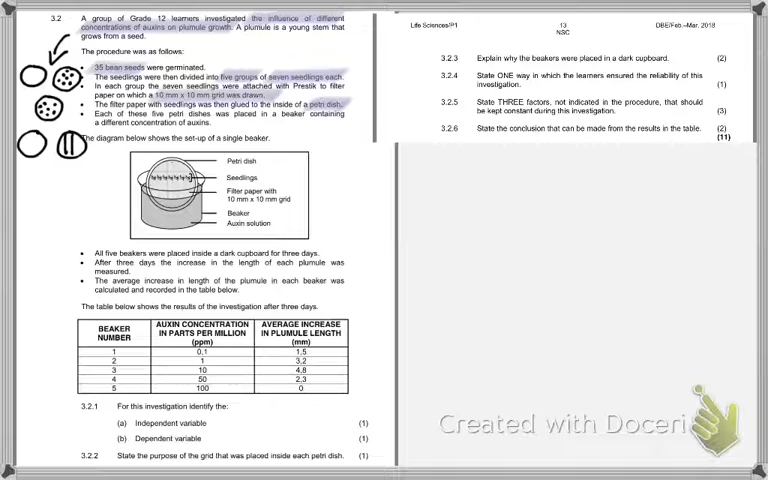 3.2 A group of Grade 12 learners investigated the influence of different
concentrations of auxins on plumule growth. A plumule is a young stem that
grows from a seed.
The procedure was as follows:
• 35 bean seeds were germinated.
• The seedlings were then divided into five groups of seven seedlings each.
• In each group the seven seedlings were attached with Prestik to filter
paper on which a 10 mm x 10 mm grid was drawn.
• The filter paper with seedlings was then glued to the inside of a petri dish.
• Each of these five petri dishes was placed in a beaker containing
a different concentration of auxins.
The diagram below shows the set-up of a single beaker.
Petri dish
Seedlings
Filter paper with
10 mm x 10 mm grid
Beaker
Auxin solution
• All five beakers were placed inside a dark cupboard for three days.
• After three days the increase in the length of each plumule was
measured.
• The average increase in length of the plumule in each beaker was
calculated and recorded in the table below.
The table below shows the results of the investigation after three days.
BEAKER NUMBER | AUXIN CONCENTRATION IN PARTS PER MILLION (ppm) | AVERAGE INCREASE IN PLUMULE LENGTH (mm)
1 | 0,1 | 1,5
2 | 1 | 3,2
3 | 10 | 4,8
4 | 50 | 2,3
5 | 100 | 0
3.2.1 For this investigation identify the:
(a) Independent variable (1)
(b) Dependent variable (1)
3.2.2 State the purpose of the grid that was placed inside each petri dish. (1)
Life Sciences/P1 13 DBE/Feb.–Mar. 2018
NSC
3.2.3 Explain why the beakers were placed in a dark cupboard. (2)
3.2.4 State ONE way in which the learners ensured the reliability of this
investigation. (1)
3.2.5 State THREE factors, not indicated in the procedure, that should
be kept constant during this investigation. (3)
3.2.6 State the conclusion that can be made from the results in the table. (2)
(11)
Created with Doceri